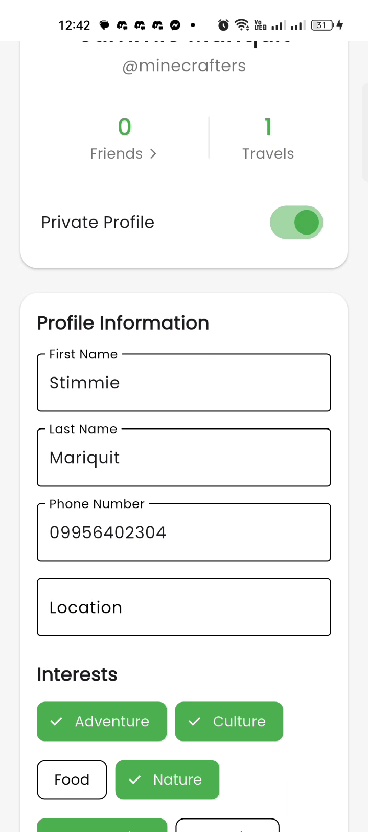 12:42
31
@minecrafters
0 1
Friends > Travels
Private Profile
Profile Information
First Name
Stimmie
Last Name
Mariquit
Phone Number
09956402304
Location
Interests
Adventure Culture
Food Nature